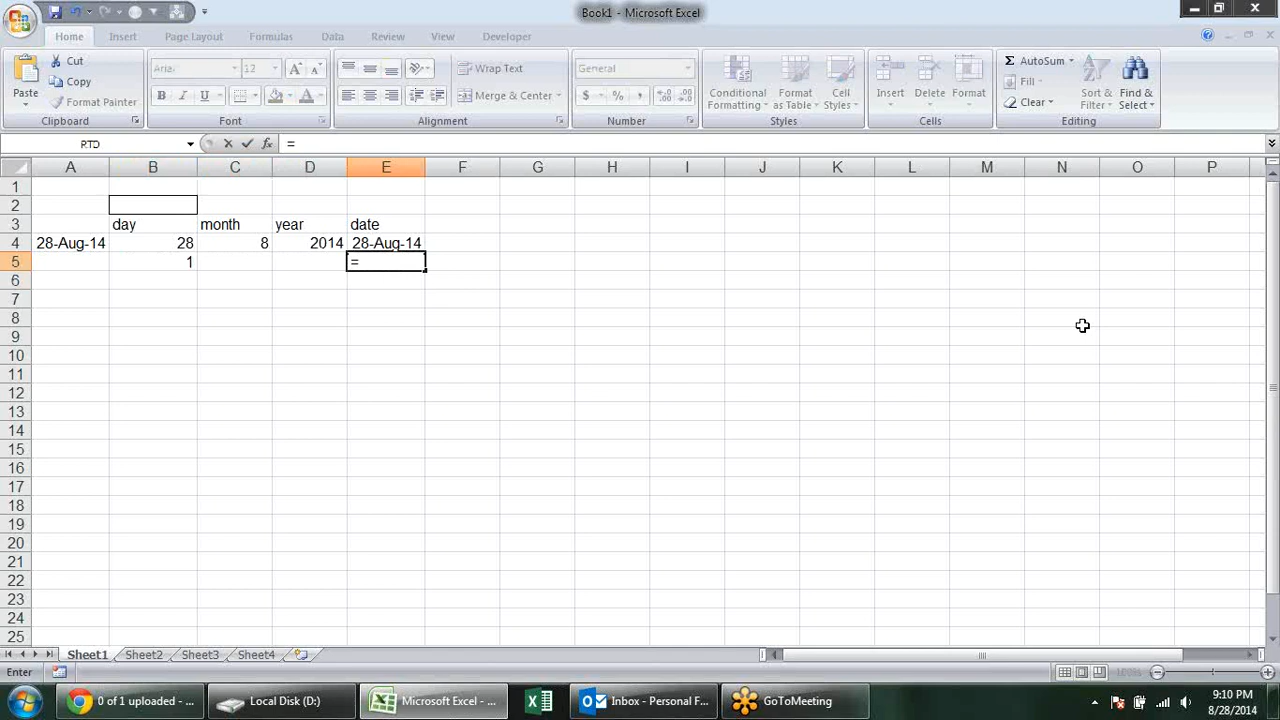 Book1 - Microsoft Excel
Home Insert Page Layout Formulas Data Review View Developer
Paste
Cut
Copy
Format Painter
Clipboard
Aria
12
Font
Wrap Text
Merge & Center
Alignment
General
$ % ,
Number
Conditional Formatting
Format as Table
Cell Styles
Styles
Insert
Delete
Format
Cells
Σ AutoSum
Fill
Clear
Sort & Filter
Find & Select
Editing
RTD fx =
A B C D E F G H I J K L M N O P
1
2
3 day month year date
4 28-Aug-14 28 8 2014 28-Aug-14
5 1 =
6
7
8
9
10
11
12
13
14
15
16
17
18
19
20
21
22
23
24
25
Sheet1 Sheet2 Sheet3 Sheet4
Enter
0 of 1 uploaded - ... Local Disk (D:) Microsoft Excel - ... Inbox - Personal F... GoToMeeting
9:10 PM
8/28/2014